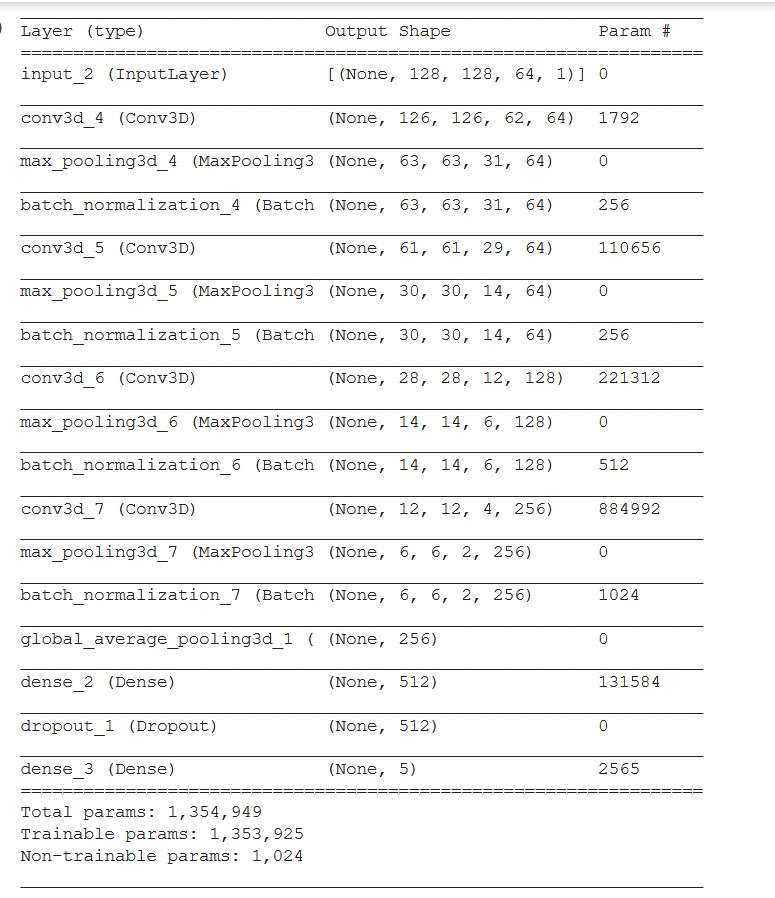 Layer (type) Output Shape Param #
=================================================================
input_2 (InputLayer) [(None, 128, 128, 64, 1)] 0
conv3d_4 (Conv3D) (None, 126, 126, 62, 64) 1792
max_pooling3d_4 (MaxPooling3 (None, 63, 63, 31, 64) 0
batch_normalization_4 (Batch (None, 63, 63, 31, 64) 256
conv3d_5 (Conv3D) (None, 61, 61, 29, 64) 110656
max_pooling3d_5 (MaxPooling3 (None, 30, 30, 14, 64) 0
batch_normalization_5 (Batch (None, 30, 30, 14, 64) 256
conv3d_6 (Conv3D) (None, 28, 28, 12, 128) 221312
max_pooling3d_6 (MaxPooling3 (None, 14, 14, 6, 128) 0
batch_normalization_6 (Batch (None, 14, 14, 6, 128) 512
conv3d_7 (Conv3D) (None, 12, 12, 4, 256) 884992
max_pooling3d_7 (MaxPooling3 (None, 6, 6, 2, 256) 0
batch_normalization_7 (Batch (None, 6, 6, 2, 256) 1024
global_average_pooling3d_1 ( (None, 256) 0
dense_2 (Dense) (None, 512) 131584
dropout_1 (Dropout) (None, 512) 0
dense_3 (Dense) (None, 5) 2565
=================================================================
Total params: 1,354,949
Trainable params: 1,353,925
Non-trainable params: 1,024